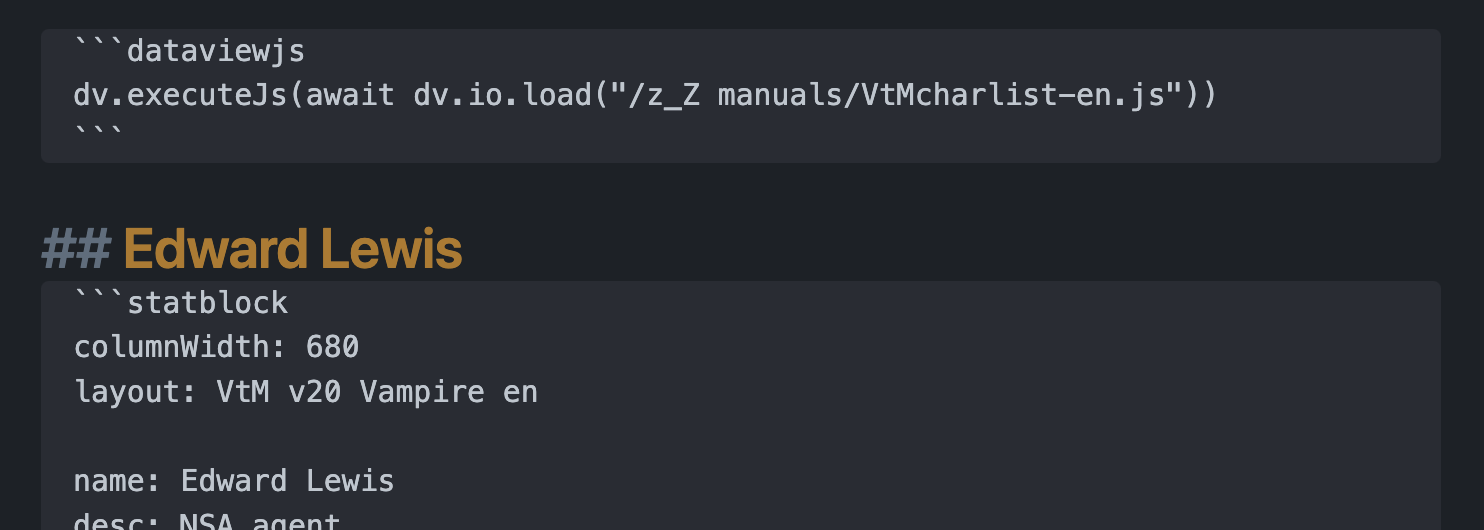 ```dataviewjs
dv.executeJs(await dv.io.load("/z_Z manuals/VtMcharlist-en.js"))
```
## Edward Lewis
```statblock
columnWidth: 680
layout: VtM v20 Vampire en
name: Edward Lewis
desc: NSA agent